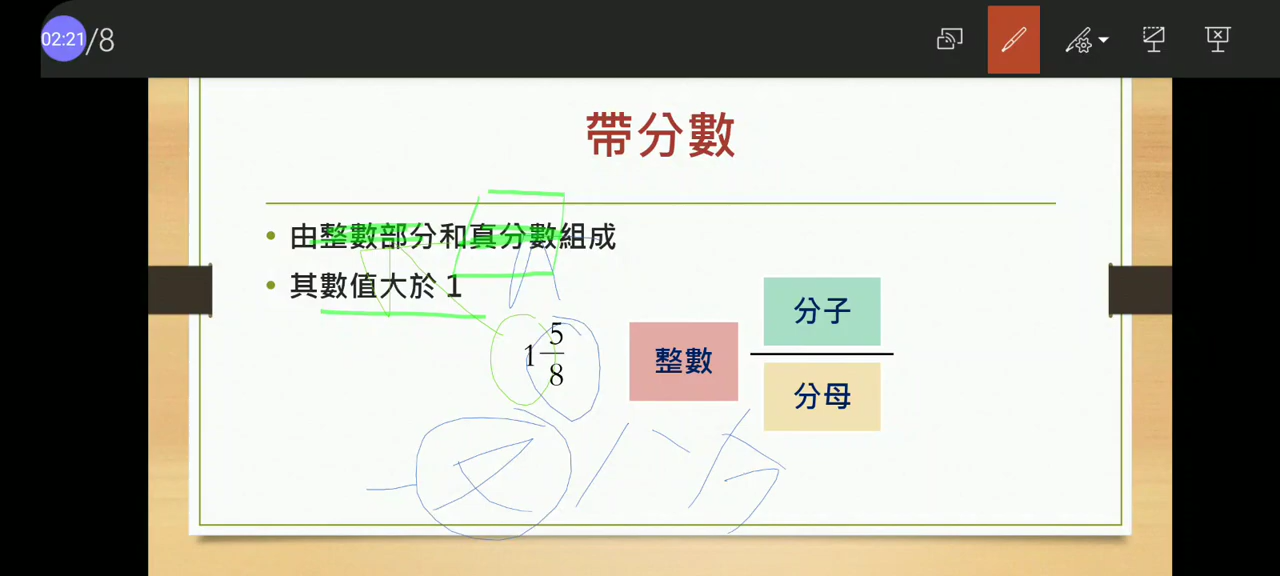 02:21/8
帶分數
• 由整數部分和真分數組成
• 其數值大於 1
1 5/8
整數
分子
分母